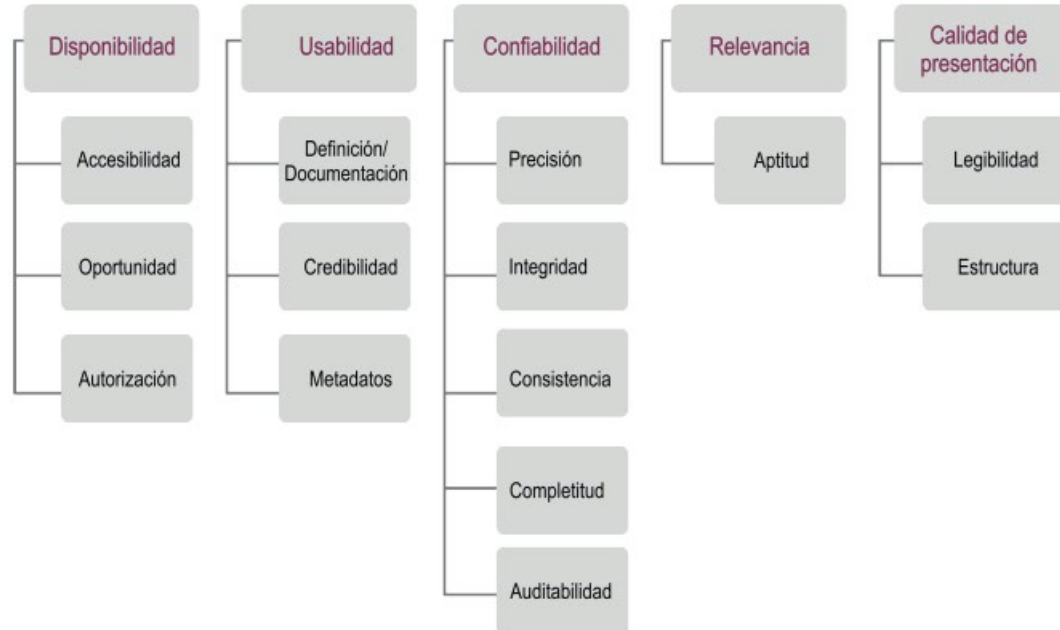 Disponibilidad
Accesibilidad
Oportunidad
Autorización
Usabilidad
Definición/
Documentación
Credibilidad
Metadatos
Confiabilidad
Precisión
Integridad
Consistencia
Completitud
Auditabilidad
Relevancia
Aptitud
Calidad de
presentación
Legibilidad
Estructura